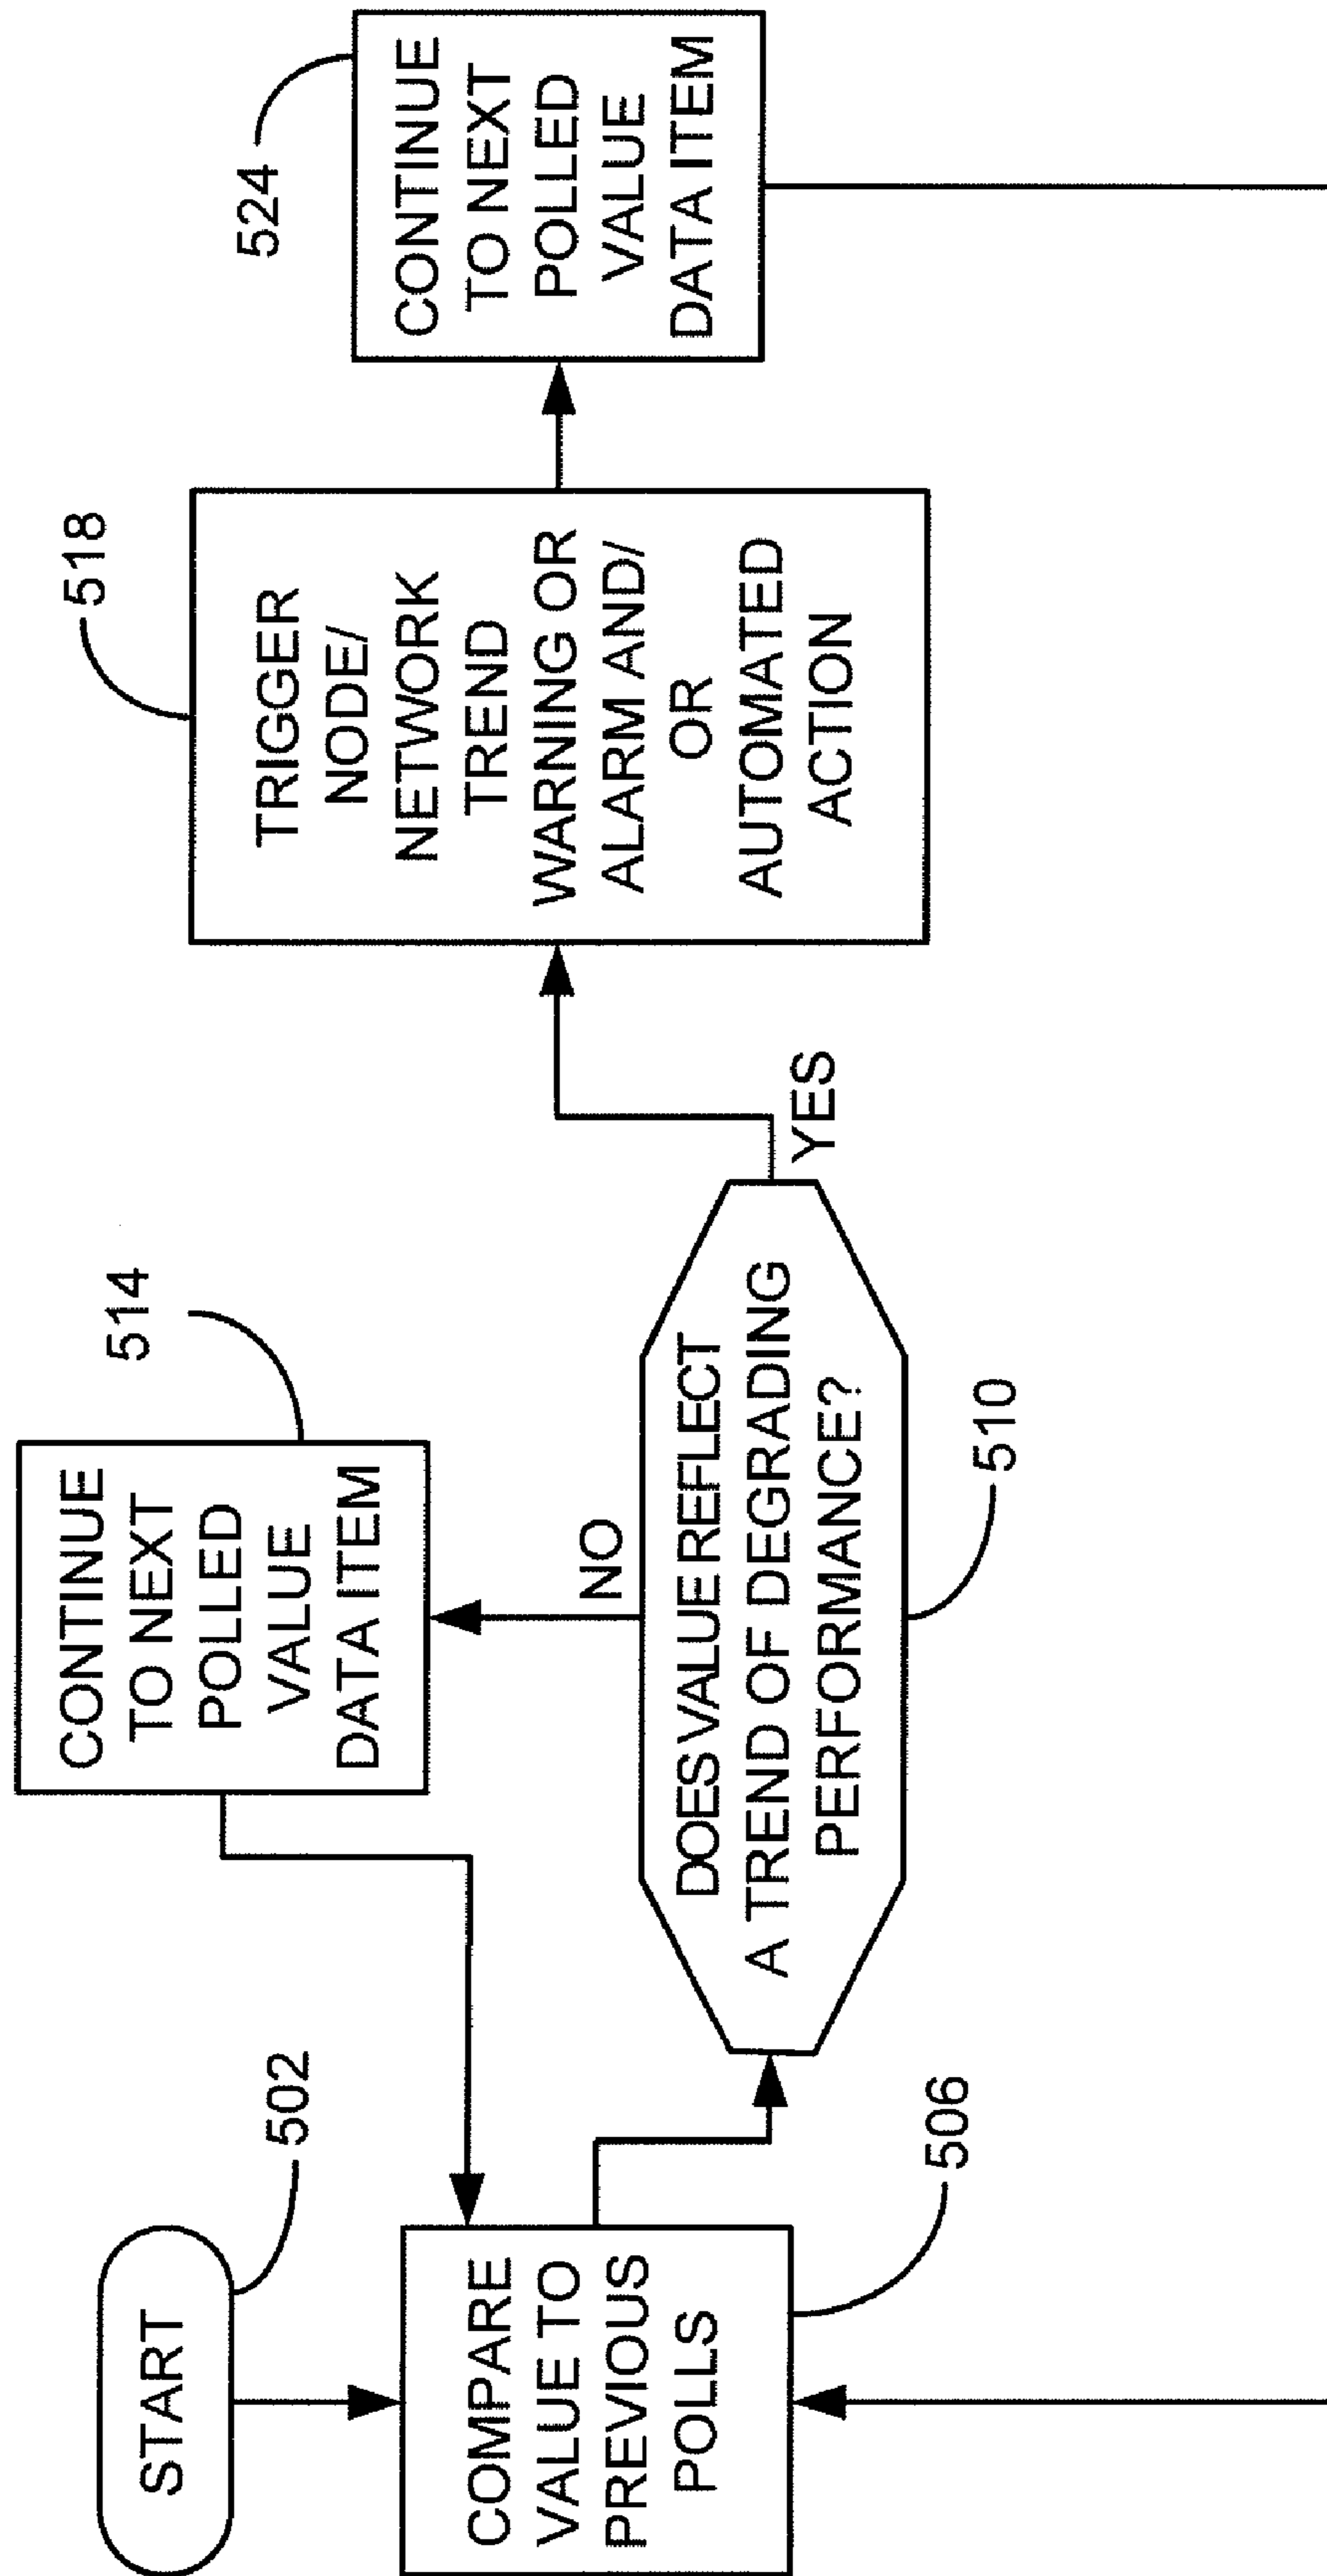 START
502
COMPARE
VALUE TO
PREVIOUS
POLLS
506
DOES VALUE REFLECT
A TREND OF DEGRADING
PERFORMANCE?
510
NO
CONTINUE
TO NEXT
POLLED
VALUE
DATA ITEM
514
YES
TRIGGER
NODE/
NETWORK
TREND
WARNING OR
ALARM AND/
OR
AUTOMATED
ACTION
518
CONTINUE
TO NEXT
POLLED
VALUE
DATA ITEM
524